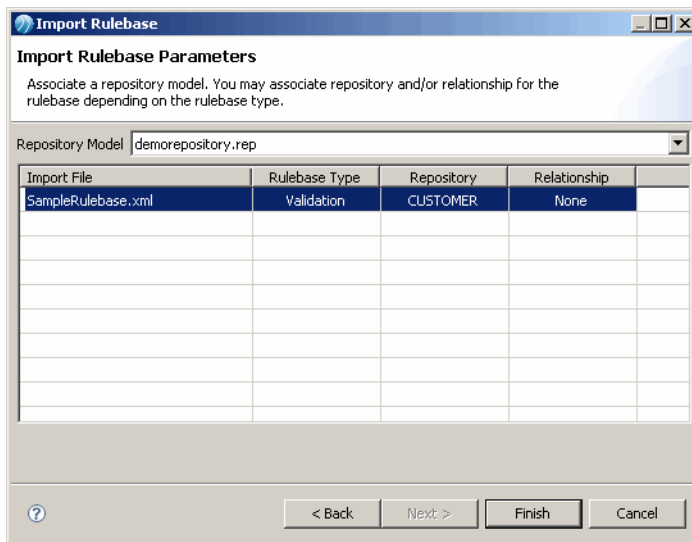 Import Rulebase
Import Rulebase Parameters
Associate a repository model. You may associate repository and/or relationship for the
rulebase depending on the rulebase type.
Repository Model demorepository.rep
Import File Rulebase Type Repository Relationship
SampleRulebase.xml Validation CUSTOMER None
? < Back Next > Finish Cancel